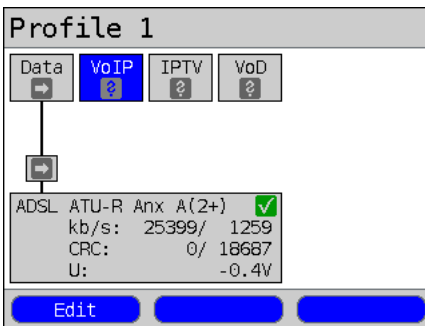 Profile 1
Data VoIP IPTV VoD
? ? ?
ADSL ATU-R Anx A(2+)
kb/s: 25399/ 1259
CRC: 0/ 18687
U: -0.4V
Edit